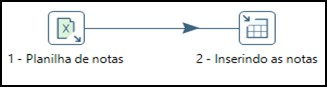 1 - Planilha de notas
2 - Inserindo as notas